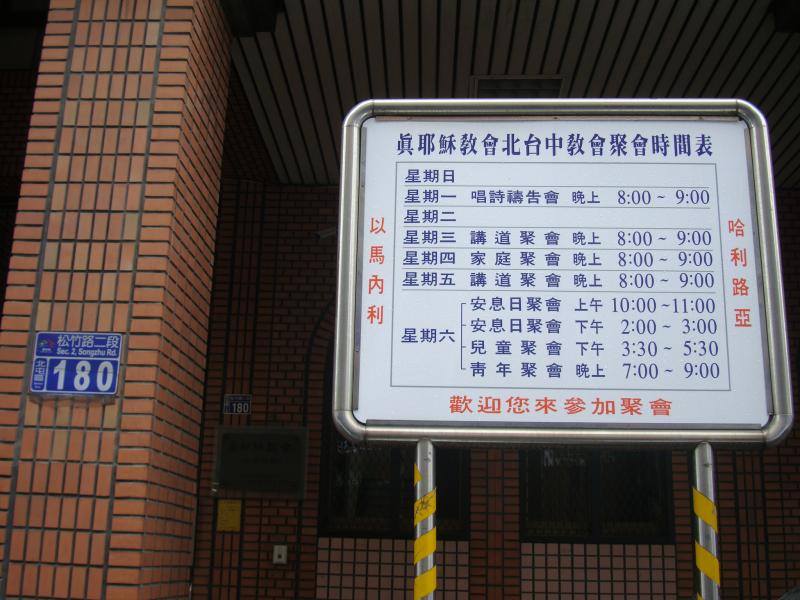 眞耶穌教會北台中教會聚會時間表
星期日
星期一 唱詩禱告會 晚上 8:00 ~ 9:00
星期二
星期三 講道聚會 晚上 8:00 ~ 9:00
星期四 家庭聚會 晚上 8:00 ~ 9:00
星期五 講道聚會 晚上 8:00 ~ 9:00
星期六
安息日聚會 上午 10:00 ~11:00
安息日聚會 下午 2:00 ~ 3:00
兒童聚會 下午 3:30 ~ 5:30
青年聚會 晚上 7:00 ~ 9:00
以馬內利
哈利路亞
歡迎您來參加聚會
松竹路二段
Sec. 2, Songzhu Rd.
北屯區
180
180